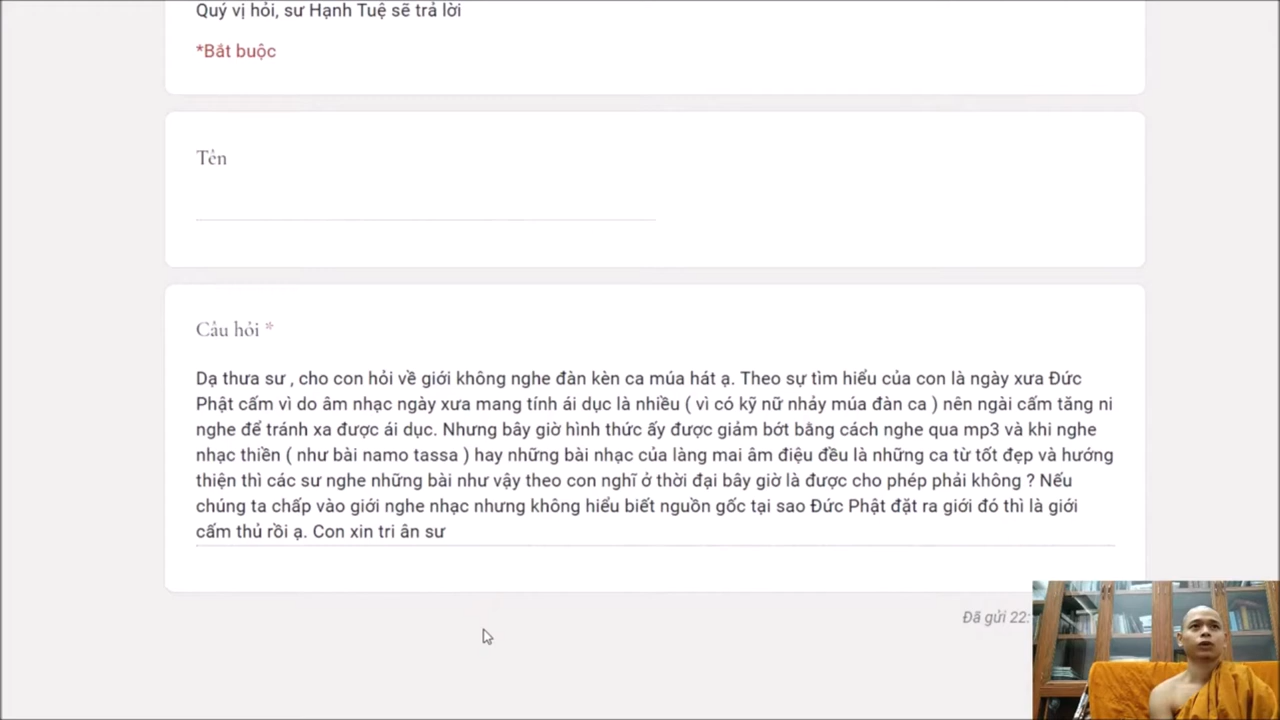 Quý vị hỏi, sư Hạnh Tuệ sẽ trả lời
*Bắt buộc
Tên
Câu hỏi *
Dạ thưa sư , cho con hỏi về giới không nghe đàn kèn ca múa hát ạ. Theo sự tìm hiểu của con là ngày xưa Đức
Phật cấm vì do âm nhạc ngày xưa mang tính ái dục là nhiều ( vì có kỹ nữ nhảy múa đàn ca ) nên ngài cấm tăng ni
nghe để tránh xa được ái dục. Nhưng bây giờ hình thức ấy được giảm bớt bằng cách nghe qua mp3 và khi nghe
nhạc thiền ( như bài namo tassa ) hay những bài nhạc của làng mai âm điệu đều là những ca từ tốt đẹp và hướng
thiện thì các sư nghe những bài như vậy theo con nghĩ ở thời đại bây giờ là được cho phép phải không ? Nếu
chúng ta chấp vào giới nghe nhạc nhưng không hiểu biết nguồn gốc tại sao Đức Phật đặt ra giới đó thì là giới
cấm thủ rồi ạ. Con xin tri ân sư
Đã gửi 22: